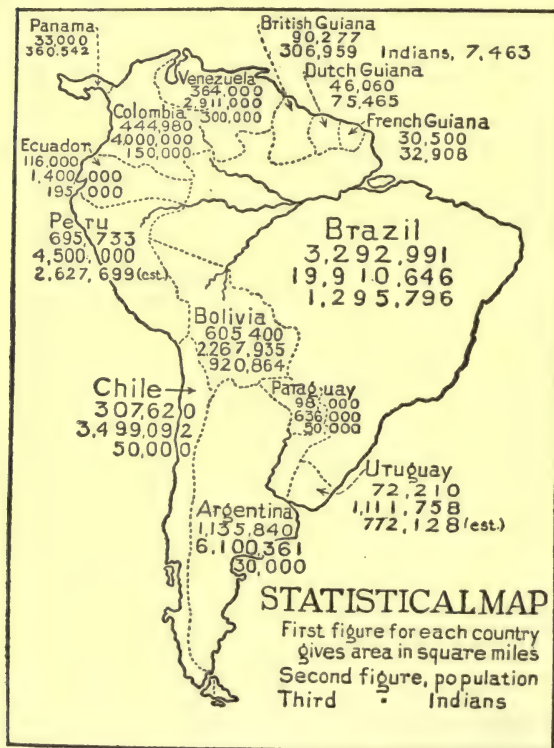 Panama
33,000
360.542
British Guiana
90,277
306,959 Indians, 7,463
Dutch Guiana
46,060
75,465
French Guiana
30,500
32,908
Venezuela
364,000
2,911,000
300,000
Colombia
444,980
4,000,000
150,000
Ecuador
116,000
1,400,000
195,000
Peru
695,733
4,500,000
2,627,699 (est.)
Brazil
3,292,991
19,910,646
1,295,796
Bolivia
605,400
2,267,935
920,864
Chile
307,620
3,499,092
50,000
Paraguay
98,000
636,000
50,000
Uruguay
72,210
1,111,758
772,128 (est.)
Argentina
1,135,840
6,100,361
30,000
STATISTICAL MAP
First figure for each country
gives area in square miles
Second figure, population
Third " Indians